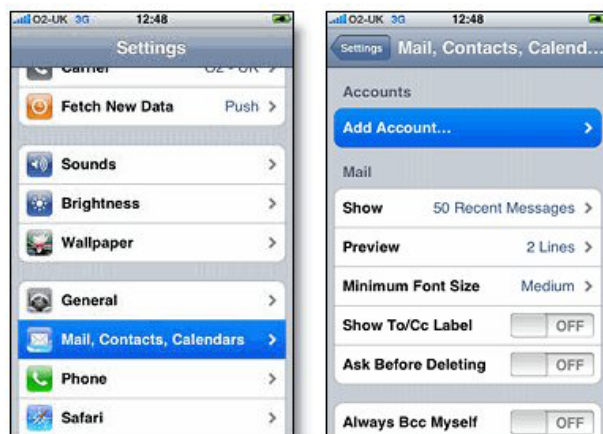 O2-UK 3G 12:48
Settings
Carrier O2 - UK
Fetch New Data Push
Sounds
Brightness
Wallpaper
General
Mail, Contacts, Calendars
Phone
Safari
O2-UK 3G 12:48
Settings Mail, Contacts, Calend...
Accounts
Add Account...
Mail
Show 50 Recent Messages
Preview 2 Lines
Minimum Font Size Medium
Show To/Cc Label OFF
Ask Before Deleting OFF
Always Bcc Myself OFF